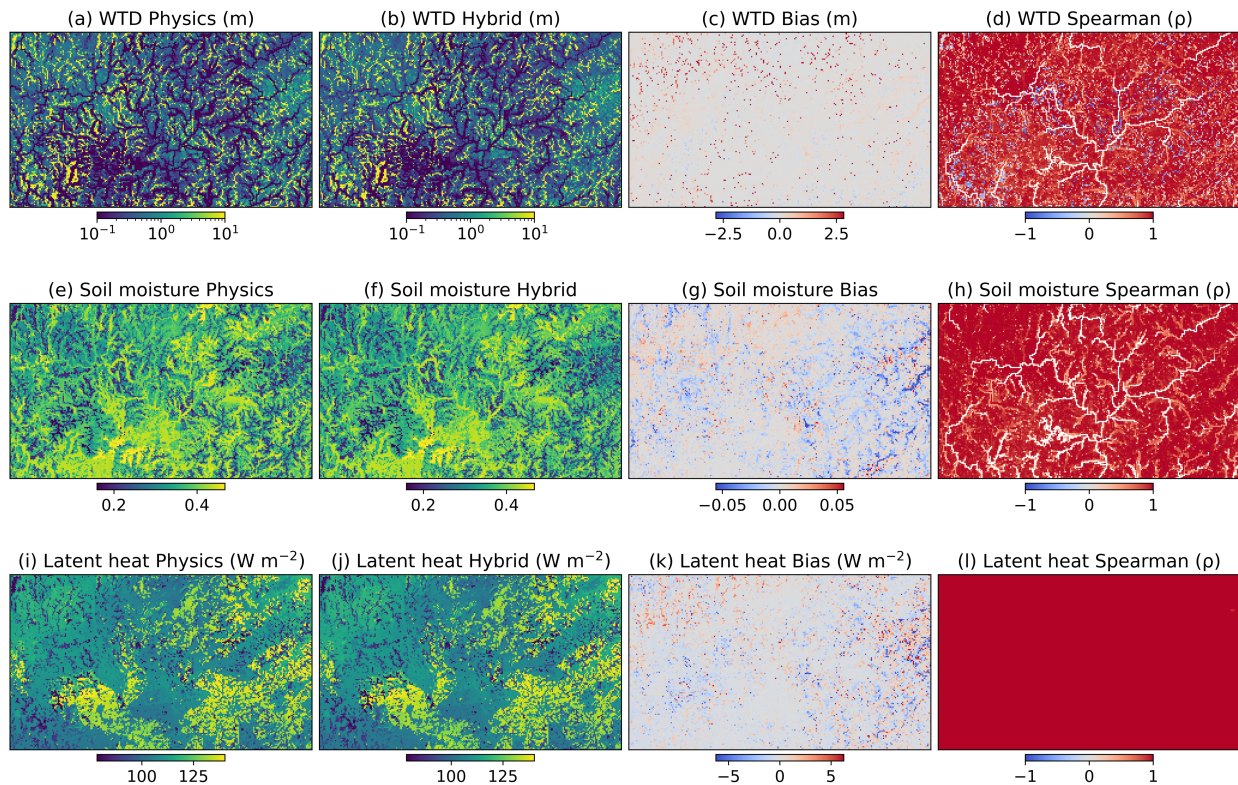 (a) WTD Physics (m) (b) WTD Hybrid (m) (c) WTD Bias (m) (d) WTD Spearman (ρ)
10⁻¹ 10⁰ 10¹ 10⁻¹ 10⁰ 10¹ −2.5 0.0 2.5 −1 0 1
(e) Soil moisture Physics (f) Soil moisture Hybrid (g) Soil moisture Bias (h) Soil moisture Spearman (ρ)
0.2 0.4 0.2 0.4 −0.05 0.00 0.05 −1 0 1
(i) Latent heat Physics (W m⁻²) (j) Latent heat Hybrid (W m⁻²) (k) Latent heat Bias (W m⁻²) (l) Latent heat Spearman (ρ)
100 125 100 125 −5 0 5 −1 0 1